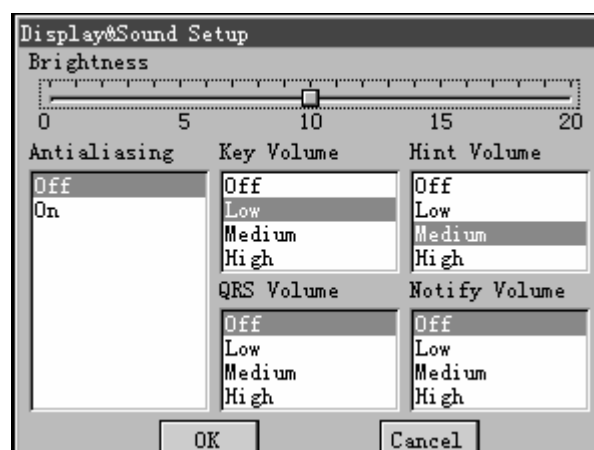 Display&Sound Setup
Brightness
0 5 10 15 20
Antialiasing Key Volume Hint Volume
Off Off Off
On Low Low
Medium Medium
High High
QRS Volume Notify Volume
Off Off
Low Low
Medium Medium
High High
OK Cancel